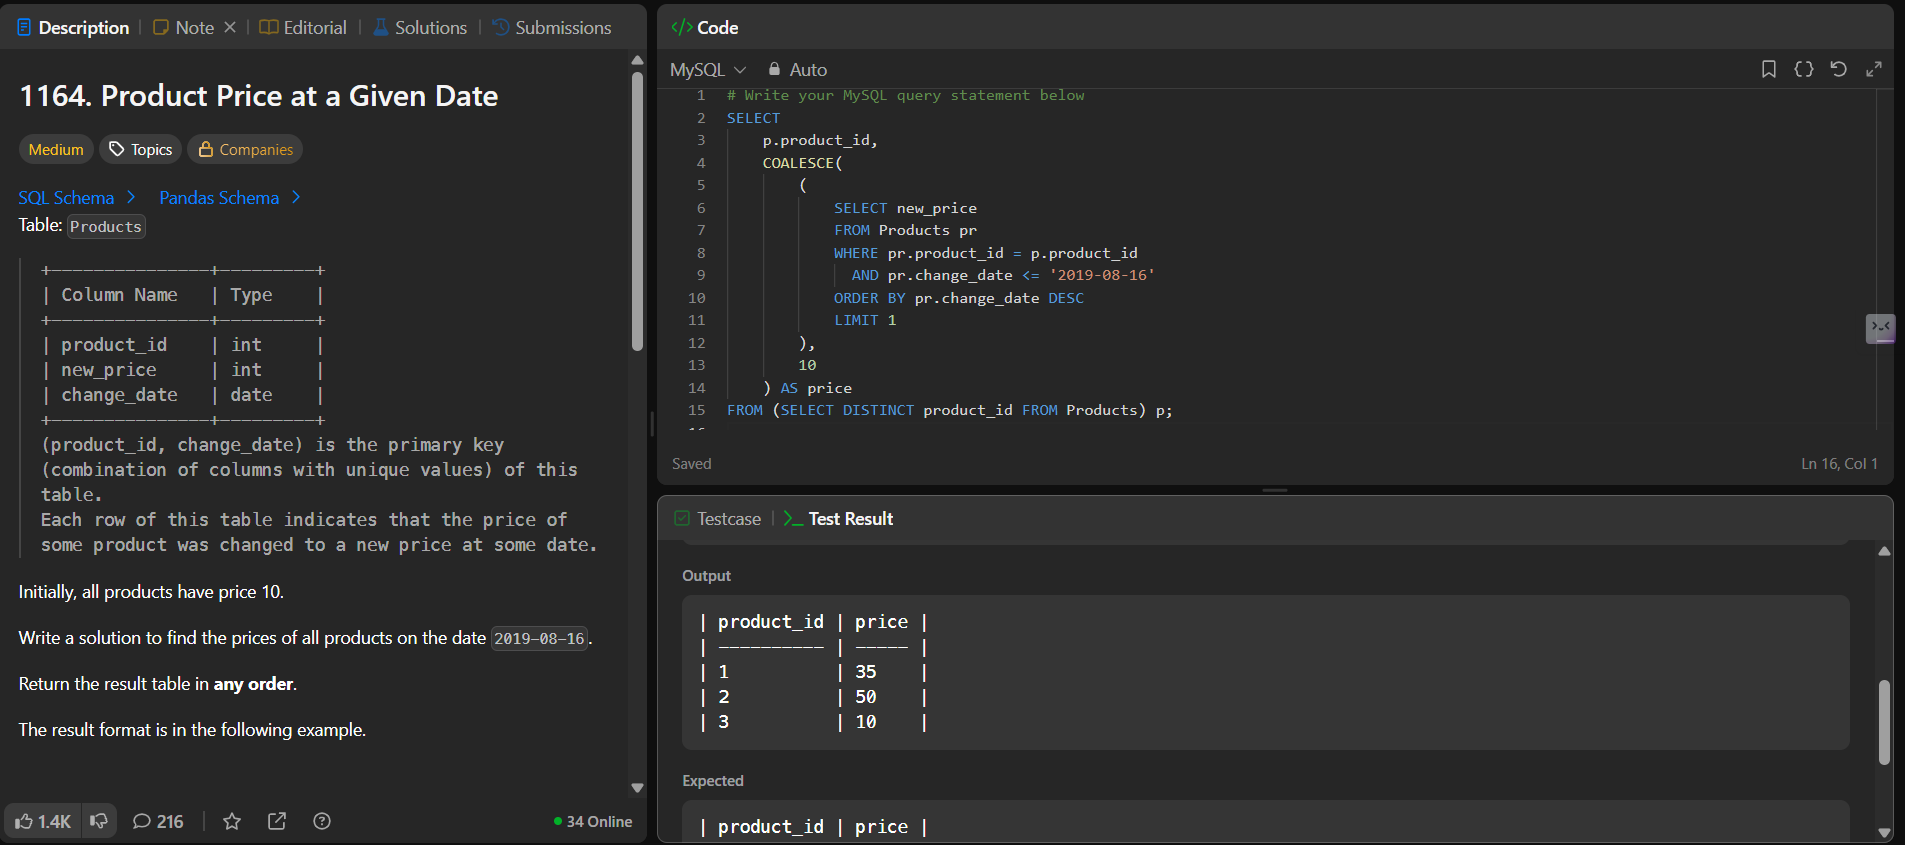 Description | Note × | Editorial | Solutions | Submissions
1164. Product Price at a Given Date
Medium Topics Companies
SQL Schema > Pandas Schema >
Table: Products
+---------------+---------+
| Column Name   | Type    |
+---------------+---------+
| product_id    | int     |
| new_price     | int     |
| change_date   | date    |
+---------------+---------+
(product_id, change_date) is the primary key
(combination of columns with unique values) of this
table.
Each row of this table indicates that the price of
some product was changed to a new price at some date.
Initially, all products have price 10.
Write a solution to find the prices of all products on the date 2019-08-16.
Return the result table in any order.
The result format is in the following example.
1.4K 216 34 Online
</> Code
MySQL Auto
1 # Write your MySQL query statement below
2 SELECT
3     p.product_id,
4     COALESCE(
5         (
6             SELECT new_price
7             FROM Products pr
8             WHERE pr.product_id = p.product_id
9               AND pr.change_date <= '2019-08-16'
10             ORDER BY pr.change_date DESC
11             LIMIT 1
12         ),
13         10
14     ) AS price
15 FROM (SELECT DISTINCT product_id FROM Products) p;
Saved Ln 16, Col 1
Testcase | >_ Test Result
Output
| product_id | price |
| ---------- | ----- |
| 1          | 35    |
| 2          | 50    |
| 3          | 10    |
Expected
| product_id | price |